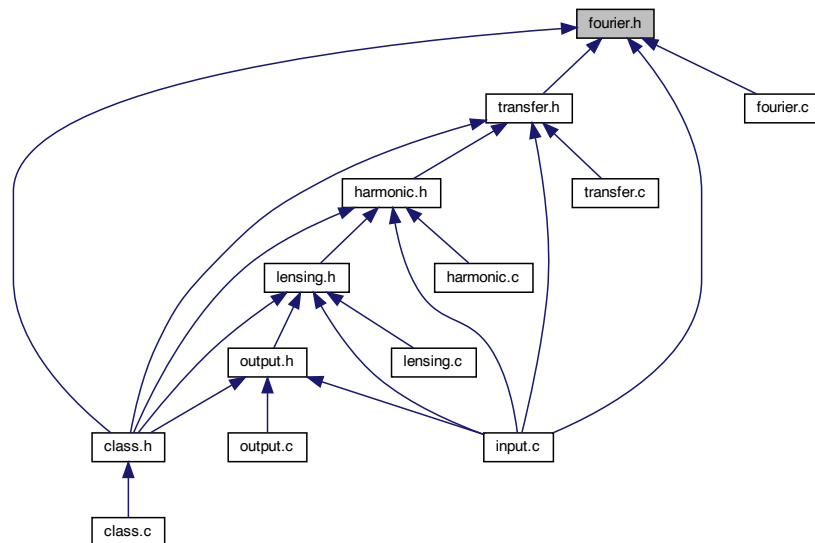 fourier.h
transfer.h
fourier.c
harmonic.h
transfer.c
lensing.h
harmonic.c
output.h
lensing.c
class.h
output.c
input.c
class.c